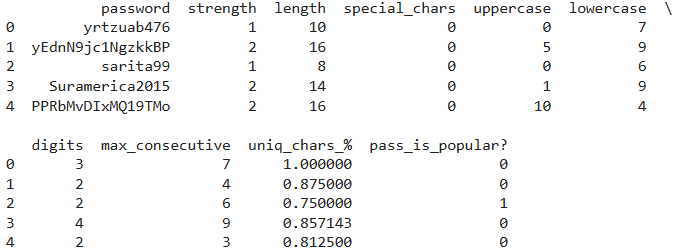 password strength length special_chars uppercase lowercase \
0 yrtzuab476 1 10 0 0 7
1 yEdnN9jc1NgzkkBP 2 16 0 5 9
2 sarita99 1 8 0 0 6
3 Suramerica2015 2 14 0 1 9
4 PPRbMvDIxMQ19TMo 2 16 0 10 4
digits max_consecutive uniq_chars_% pass_is_popular?
0 3 7 1.000000 0
1 2 4 0.875000 0
2 2 6 0.750000 1
3 4 9 0.857143 0
4 2 3 0.812500 0